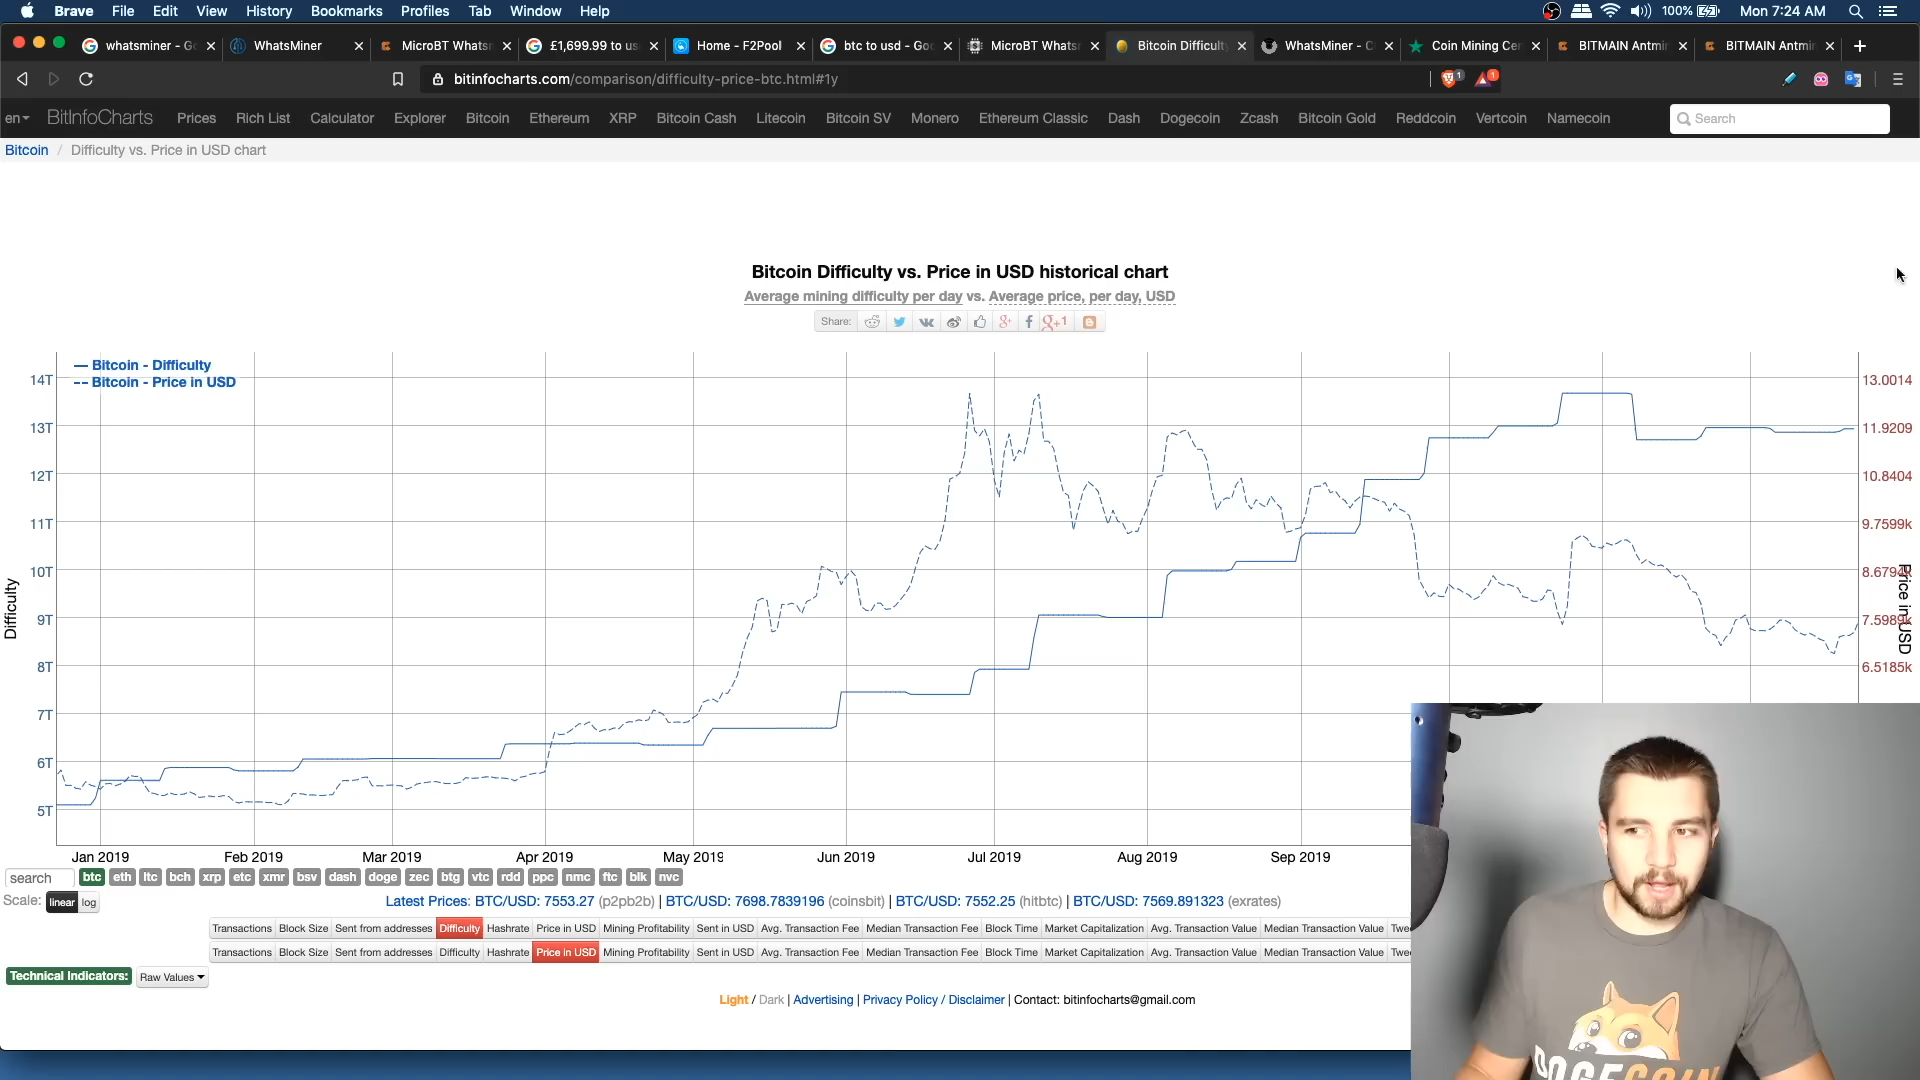 Brave File Edit View History Bookmarks Profiles Tab Window Help 100% Mon 7:24 AM
whatsminer - Go WhatsMiner MicroBT Whats £1,699.99 to us Home - F2Pool btc to usd - Goo MicroBT Whats Bitcoin Difficult WhatsMiner - C Coin Mining Cen BITMAIN Antmi BITMAIN Antmi
bitinfocharts.com/comparison/difficulty-price-btc.html#1y 1 1
en BitInfoCharts Prices Rich List Calculator Explorer Bitcoin Ethereum XRP Bitcoin Cash Litecoin Bitcoin SV Monero Ethereum Classic Dash Dogecoin Zcash Bitcoin Gold Reddcoin Vertcoin Namecoin Search
Bitcoin / Difficulty vs. Price in USD chart
Bitcoin Difficulty vs. Price in USD historical chart
Average mining difficulty per day vs. Average price, per day, USD
Share: g+ f g+1
Bitcoin - Difficulty
Bitcoin - Price in USD
14T 13.0014
13T 11.9209
12T 10.8404
11T 9.7599k
10T 8.6794k
9T 7.5989k
8T 6.5185k
7T
6T
5T
Difficulty
Price in USD
Jan 2019 Feb 2019 Mar 2019 Apr 2019 May 2019 Jun 2019 Jul 2019 Aug 2019 Sep 2019
search btc eth ltc bch xrp etc xmr bsv dash doge zec btg vtc rdd ppc nmc ftc blk nvc
Scale: linear log
Latest Prices: BTC/USD: 7553.27 (p2pb2b) | BTC/USD: 7698.7839196 (coinsbit) | BTC/USD: 7552.25 (hitbtc) | BTC/USD: 7569.891323 (exrates)
Transactions Block Size Sent from addresses Difficulty Hashrate Price in USD Mining Profitability Sent in USD Avg. Transaction Fee Median Transaction Fee Block Time Market Capitalization Avg. Transaction Value Median Transaction Value Twee
Transactions Block Size Sent from addresses Difficulty Hashrate Price in USD Mining Profitability Sent in USD Avg. Transaction Fee Median Transaction Fee Block Time Market Capitalization Avg. Transaction Value Median Transaction Value Twee
Technical Indicators: Raw Values
Light / Dark | Advertising | Privacy Policy / Disclaimer | Contact: bitinfocharts@gmail.com
DOGECOIN